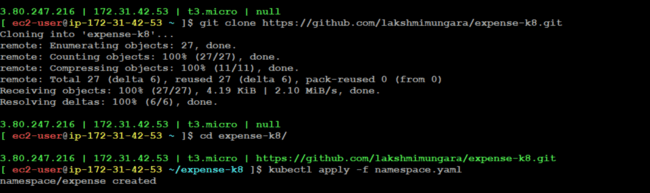 3.80.247.216 | 172.31.42.53 | t3.micro | null
[ ec2-user@ip-172-31-42-53 ~ ]$ git clone https://github.com/lakshmimungara/expense-k8.git
Cloning into 'expense-k8'...
remote: Enumerating objects: 27, done.
remote: Counting objects: 100% (27/27), done.
remote: Compressing objects: 100% (11/11), done.
remote: Total 27 (delta 6), reused 27 (delta 6), pack-reused 0 (from 0)
Receiving objects: 100% (27/27), 4.19 KiB | 2.10 MiB/s, done.
Resolving deltas: 100% (6/6), done.
3.80.247.216 | 172.31.42.53 | t3.micro | null
[ ec2-user@ip-172-31-42-53 ~ ]$ cd expense-k8/
3.80.247.216 | 172.31.42.53 | t3.micro | https://github.com/lakshmimungara/expense-k8.git
[ ec2-user@ip-172-31-42-53 ~/expense-k8 ]$ kubectl apply -f namespace.yaml
namespace/expense created